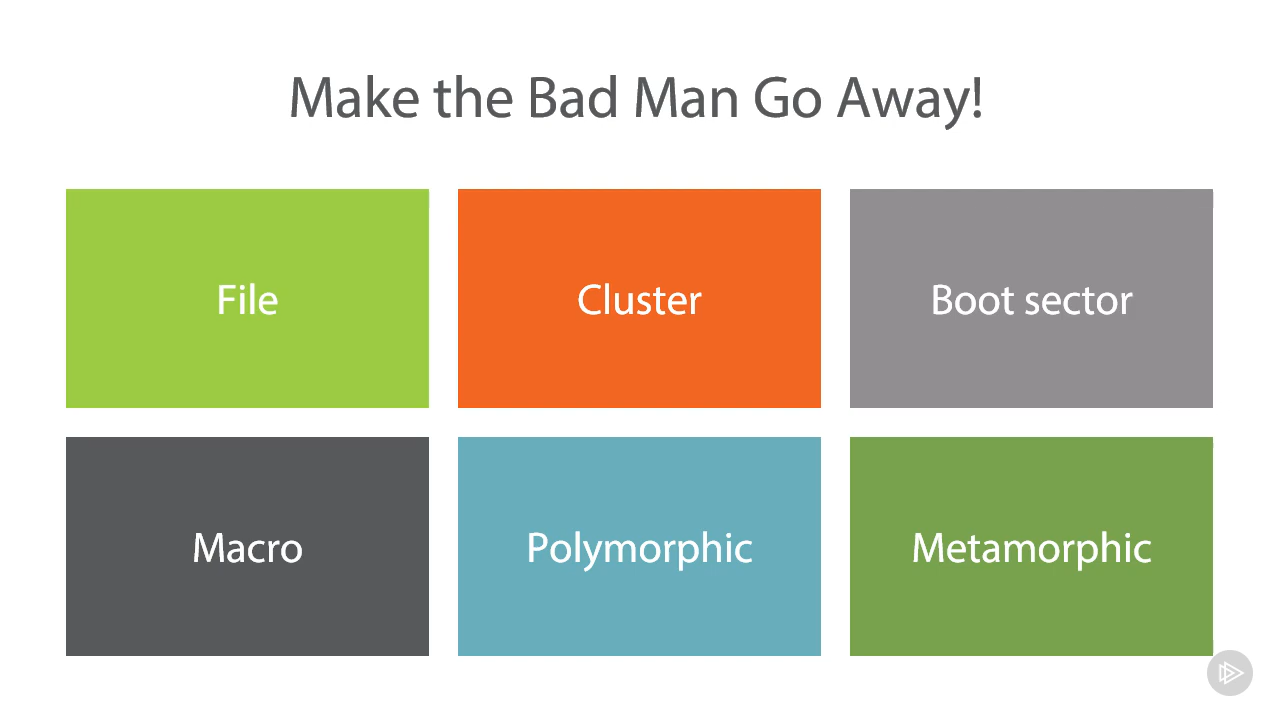 Make the Bad Man Go Away!
File
Cluster
Boot sector
Macro
Polymorphic
Metamorphic